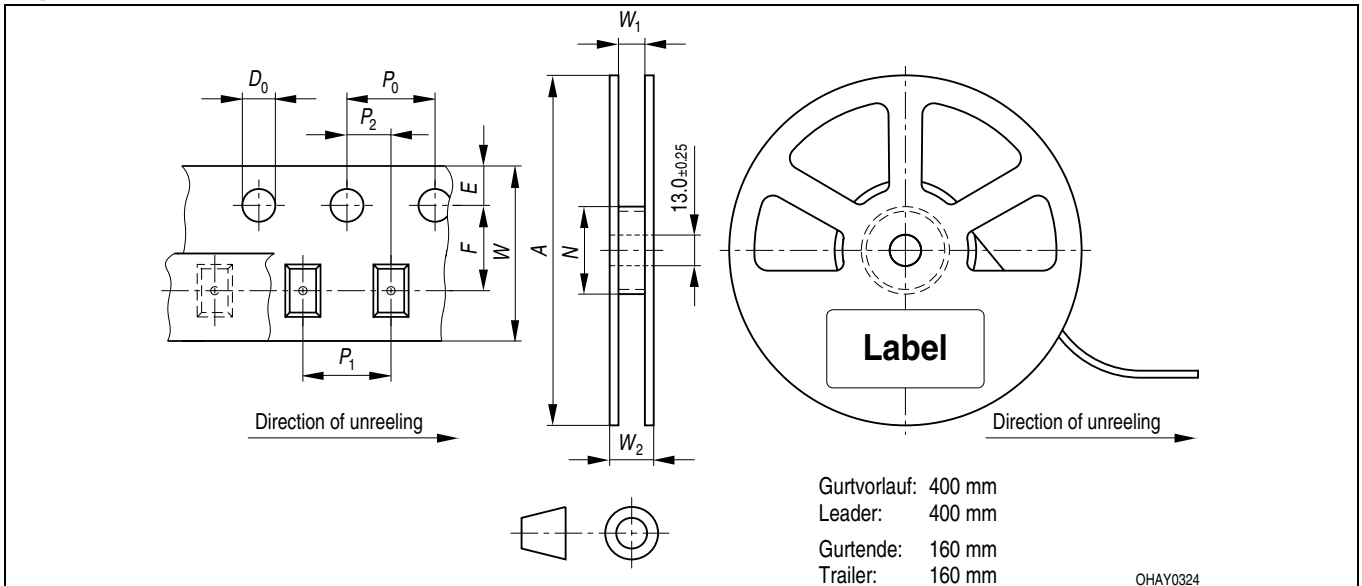 W1
D0
P0
P2
E
F
W
A
N
13.0±0.25
P1
W2
Label
Direction of unreeling
Direction of unreeling
Gurtvorlauf: 400 mm
Leader: 400 mm
Gurtende: 160 mm
Trailer: 160 mm
OHAY0324